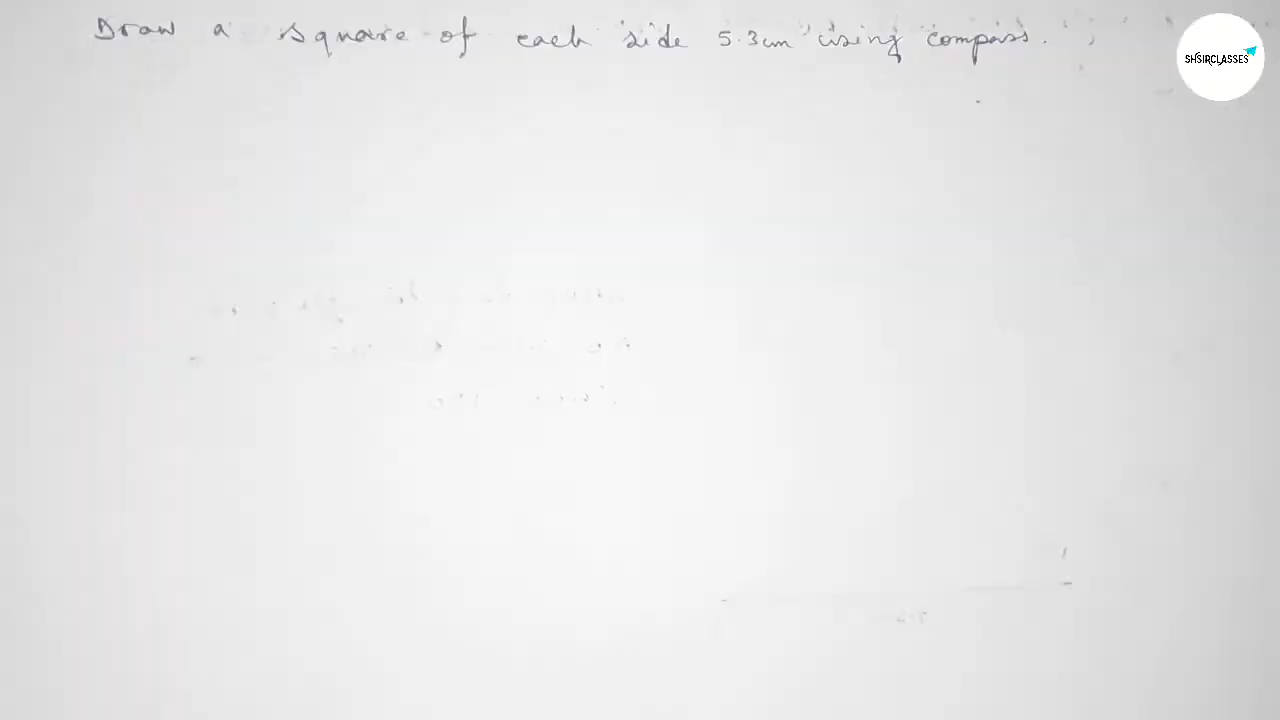 Draw a square of each side 5.3cm using compass.
SHSIRCLASSES